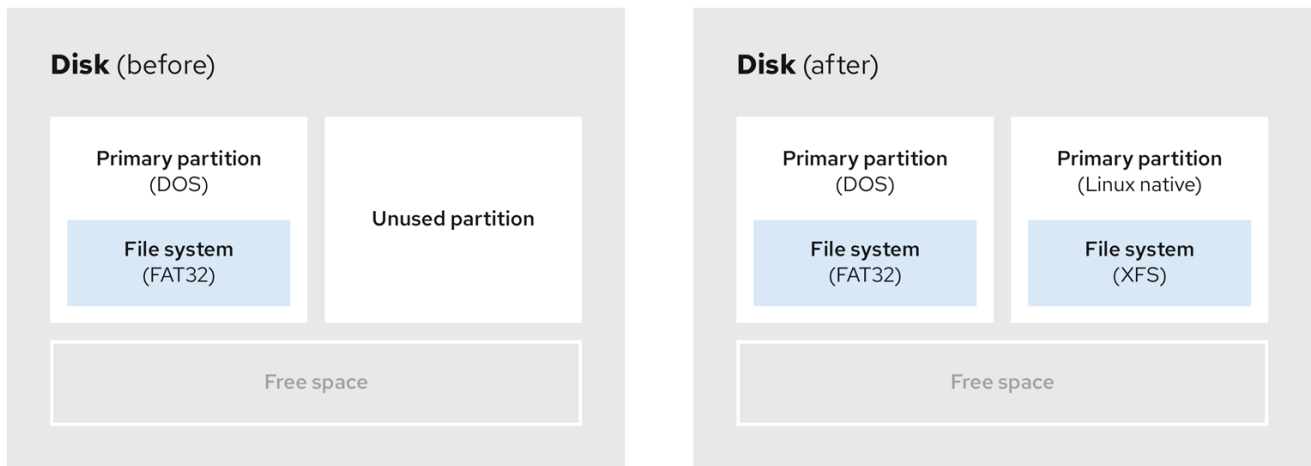 Disk (before)
Primary partition
(DOS)
File system
(FAT32)
Unused partition
Free space
Disk (after)
Primary partition
(DOS)
File system
(FAT32)
Primary partition
(Linux native)
File system
(XFS)
Free space